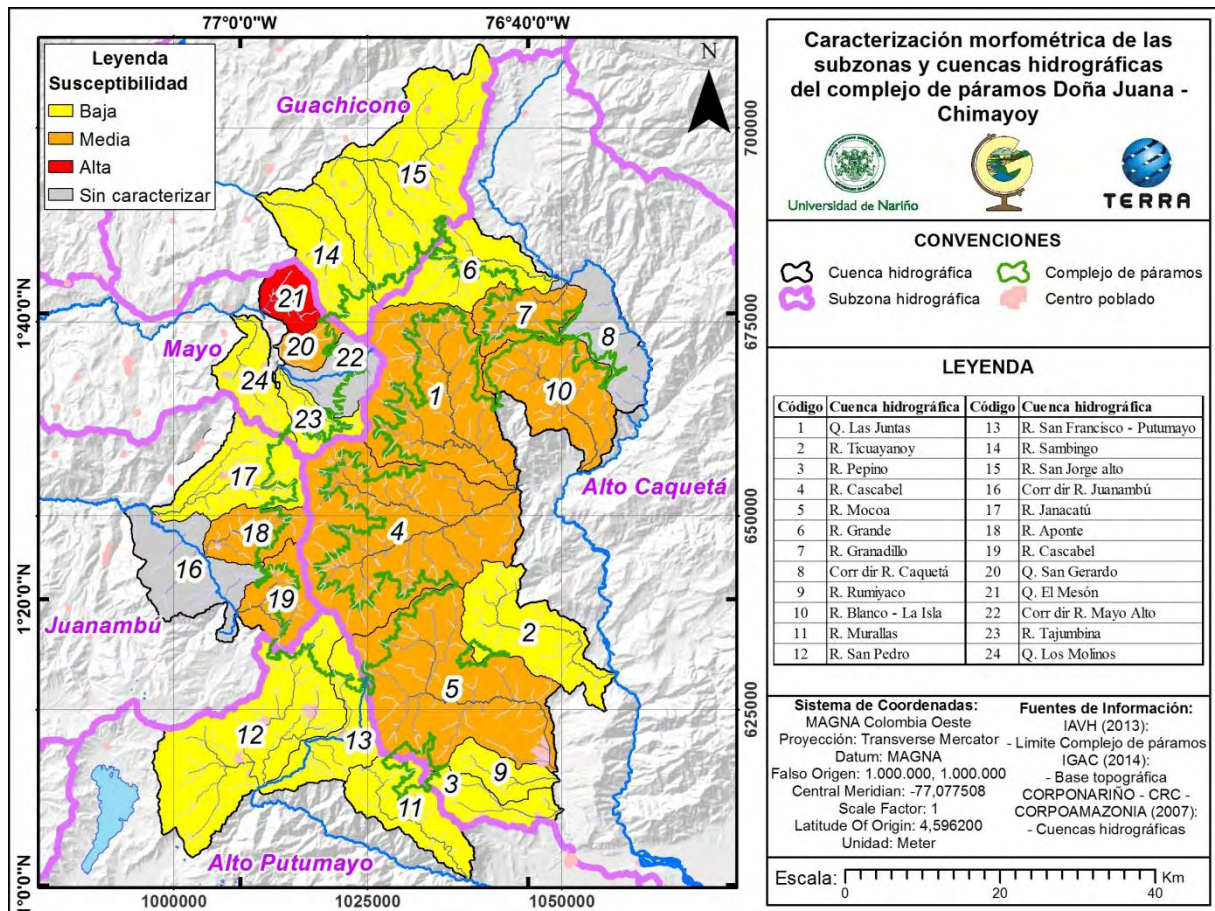 77°0'0"W 76°40'0"W
Leyenda
Susceptibilidad
Baja
Media
Alta
Sin caracterizar
N
Guachicono
Mayo
Alto Caquetá
Juanambú
Alto Putumayo
15
14
6
21
7
8
20
22
1
10
24
23
17
4
18
16
19
2
5
12
13
3
9
11
1°40'0"N
1°20'0"N
1°0'0"N
700000
675000
650000
625000
1000000 1025000 1050000
Caracterización morfométrica de las
subzonas y cuencas hidrográficas
del complejo de páramos Doña Juana -
Chimayoy
Universidad de Nariño
TERRA
CONVENCIONES
Cuenca hidrográfica Complejo de páramos
Subzona hidrográfica Centro poblado
LEYENDA
Código Cuenca hidrográfica Código Cuenca hidrográfica
1 Q. Las Juntas 13 R. San Francisco - Putumayo
2 R. Ticuayanoy 14 R. Sambingo
3 R. Pepino 15 R. San Jorge alto
4 R. Cascabel 16 Corr dir R. Juanambú
5 R. Mocoa 17 R. Janacatú
6 R. Grande 18 R. Aponte
7 R. Granadillo 19 R. Cascabel
8 Corr dir R. Caquetá 20 Q. San Gerardo
9 R. Rumiyaco 21 Q. El Mesón
10 R. Blanco - La Isla 22 Corr dir R. Mayo Alto
11 R. Murallas 23 R. Tajumbina
12 R. San Pedro 24 Q. Los Molinos
Sistema de Coordenadas:
MAGNA Colombia Oeste
Proyección: Transverse Mercator
Datum: MAGNA
Falso Origen: 1.000.000, 1.000.000
Central Meridian: -77,077508
Scale Factor: 1
Latitude Of Origin: 4,596200
Unidad: Meter
Fuentes de Información:
IAVH (2013):
- Limite Complejo de páramos
IGAC (2014):
- Base topográfica
CORPONARIÑO - CRC -
CORPOAMAZONIA (2007):
- Cuencas hidrográficas
Escala: 0 10 20 40 Km